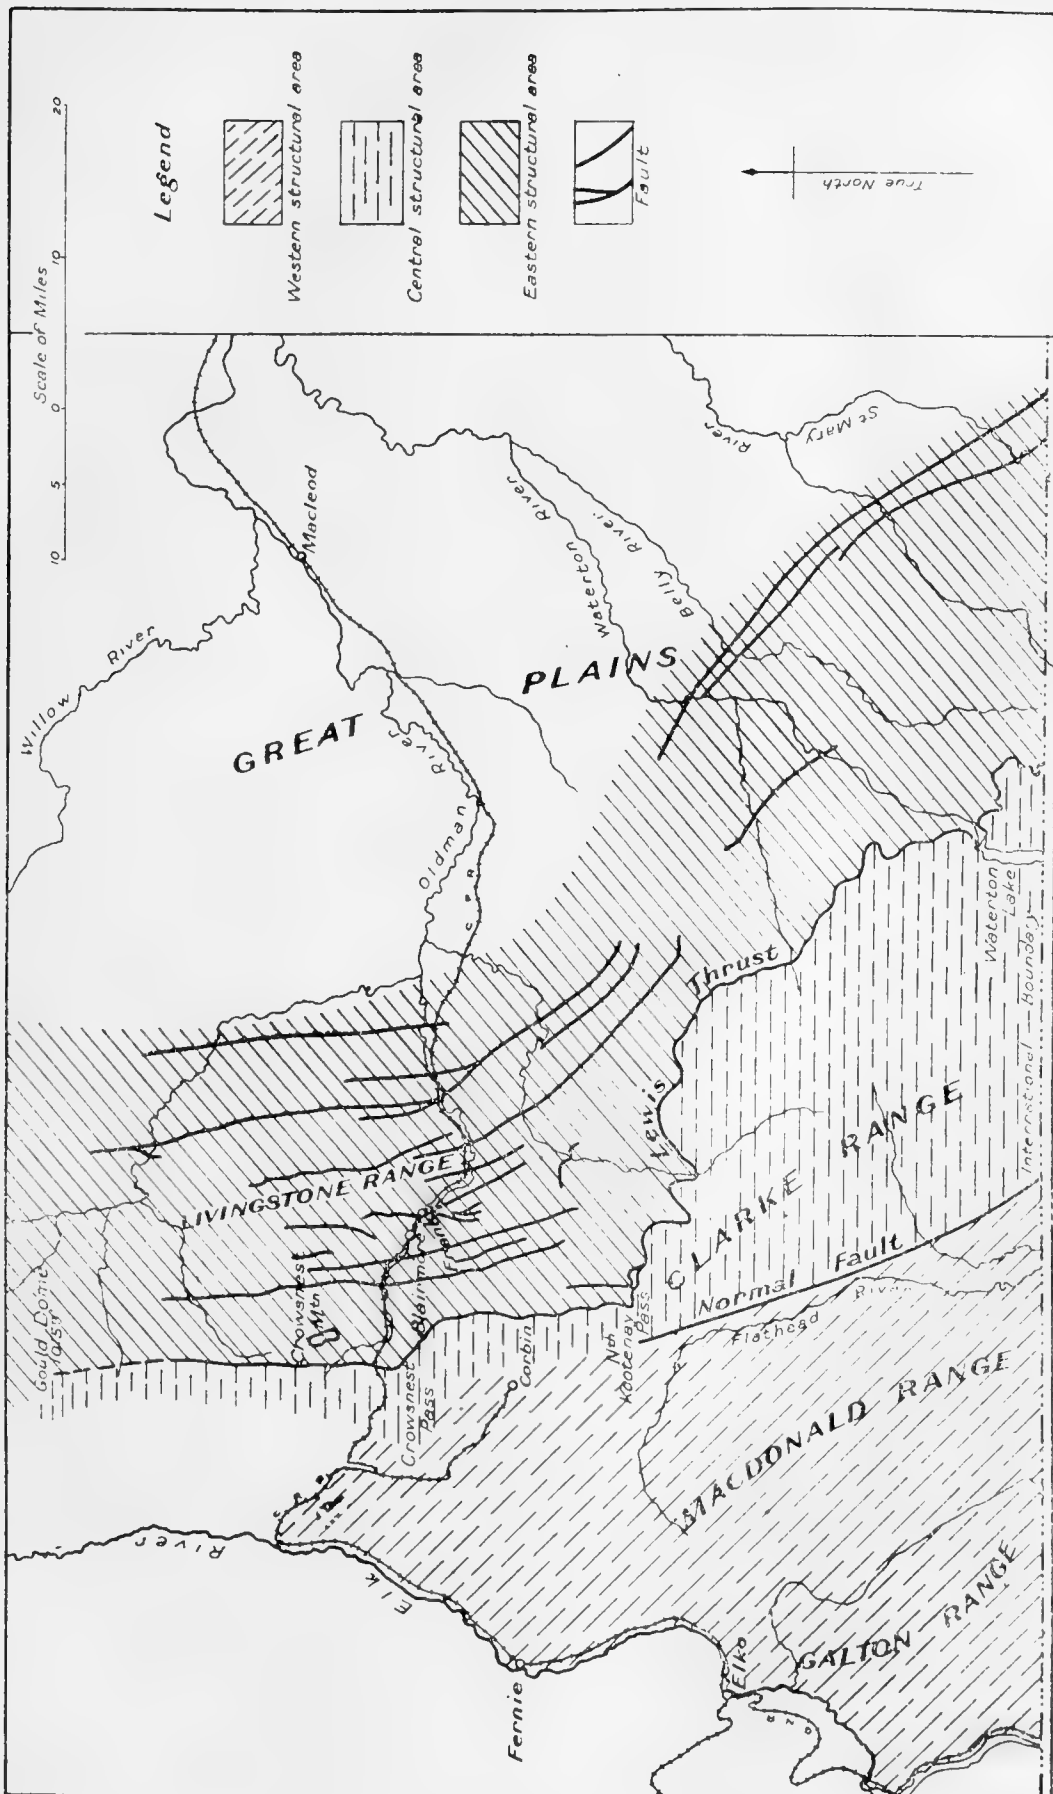 Scale of Miles
10 5 0 10 20
Legend
Western structural area
Central structural area
Eastern structural area
Fault
True North
Willow River
Macleod
GREAT PLAINS
Oldman River
C P R
Waterton River
Belly River
St Mary River
Gould Dome
LIVINGSTONE RANGE
Crowsnest
Mtn
Blairmore
Frank
Crowsnest
Pass
Corbin
Nth
Kootenay
Pass
Lewis Thrust
CLARKE RANGE
Normal Fault
Flathead River
Waterton
Lake
International Boundary
MACDONALD RANGE
GALTON RANGE
Elk River
Fernie
Elko